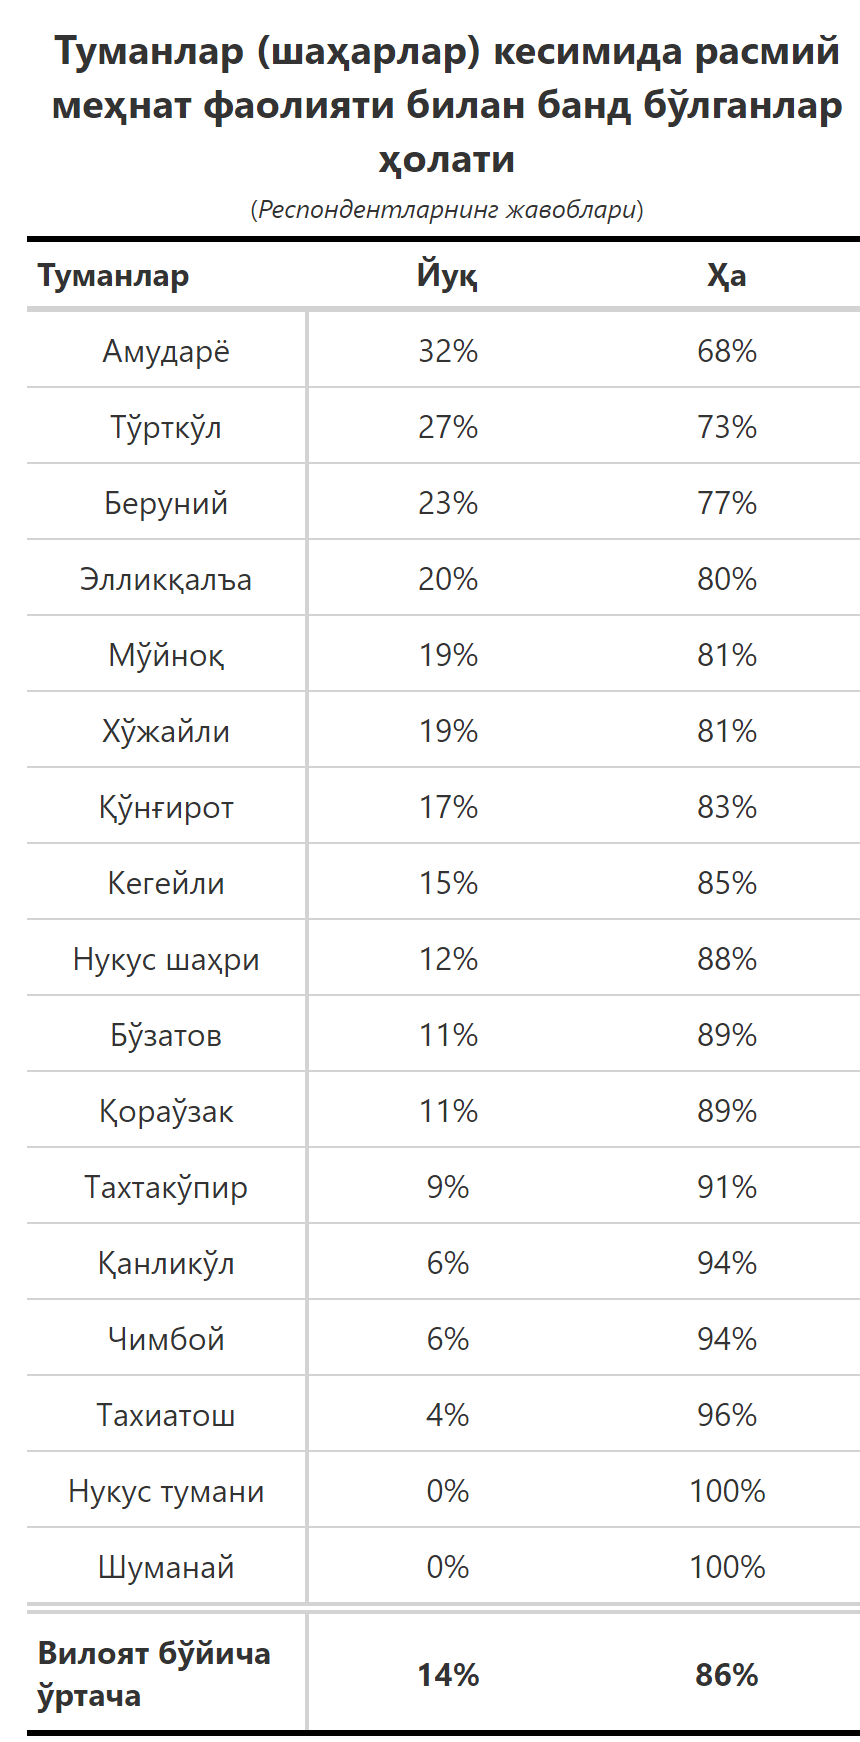 Туманлар (шаҳарлар) кесимида расмий
меҳнат фаолияти билан банд бўлганлар
ҳолати
(Респондентларнинг жавоблари)
Туманлар Йуқ Ҳа
Амударё 32% 68%
Тўрткўл 27% 73%
Беруний 23% 77%
Элликқалъа 20% 80%
Мўйноқ 19% 81%
Хўжайли 19% 81%
Қўнғирот 17% 83%
Кегейли 15% 85%
Нукус шаҳри 12% 88%
Бўзатов 11% 89%
Қораўзак 11% 89%
Тахтакўпир 9% 91%
Қанликўл 6% 94%
Чимбой 6% 94%
Тахиатош 4% 96%
Нукус тумани 0% 100%
Шуманай 0% 100%
Вилоят бўйича
ўртача 14% 86%